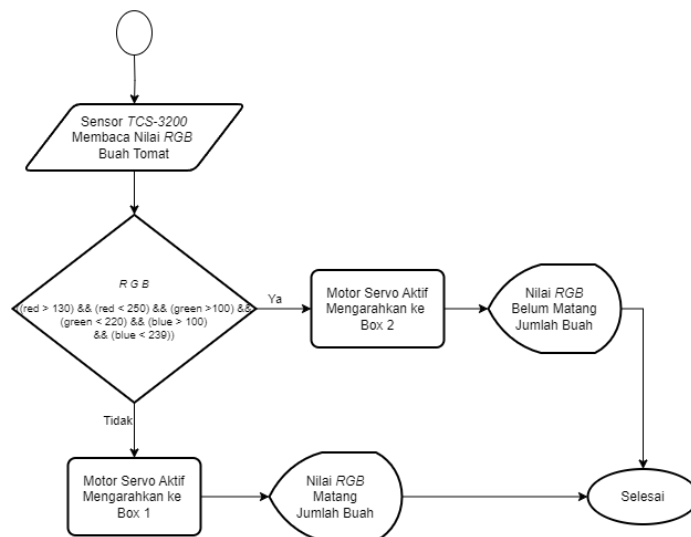 Sensor TCS-3200
Membaca Nilai RGB
Buah Tomat
R G B
((red > 130) && (red < 250) && (green >100) &&
(green < 220) && (blue > 100)
&& (blue < 239))
Ya
Motor Servo Aktif
Mengarahkan ke
Box 2
Nilai RGB
Belum Matang
Jumlah Buah
Tidak
Motor Servo Aktif
Mengarahkan ke
Box 1
Nilai RGB
Matang
Jumlah Buah
Selesai